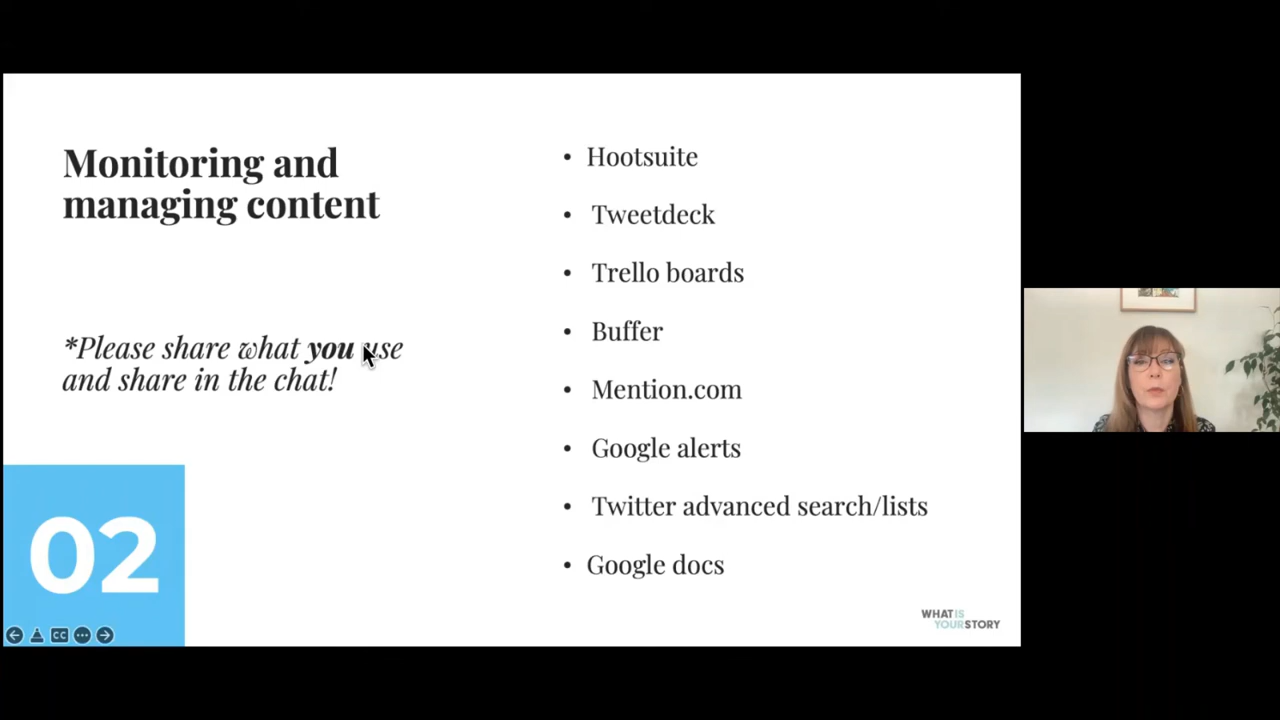 Monitoring and
managing content
*Please share what you use
and share in the chat!
02
CC
• Hootsuite
• Tweetdeck
• Trello boards
• Buffer
• Mention.com
• Google alerts
• Twitter advanced search/lists
• Google docs
WHAT IS
YOUR STORY